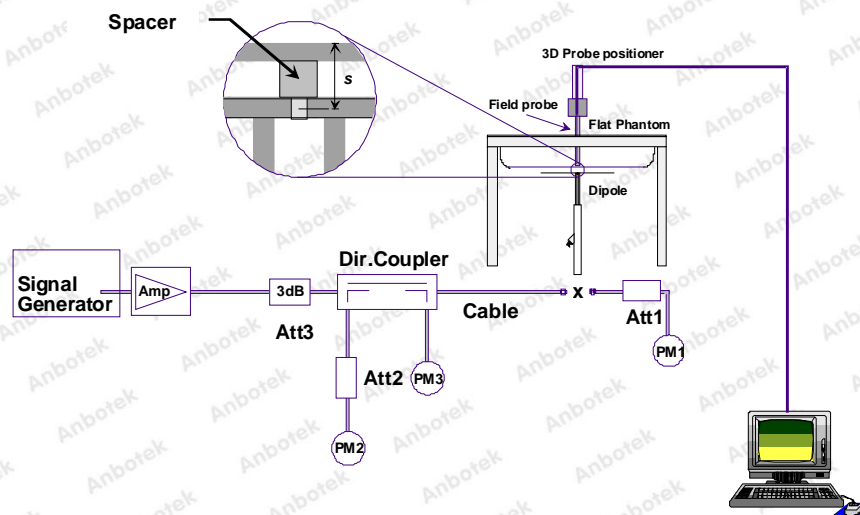 Spacer
s
3D Probe positioner
Field probe
Flat Phantom
Dipole
Dir.Coupler
Signal
Generator
Amp
3dB
Att3
Cable
x
Att1
PM1
Att2
PM3
PM2
Anbotek